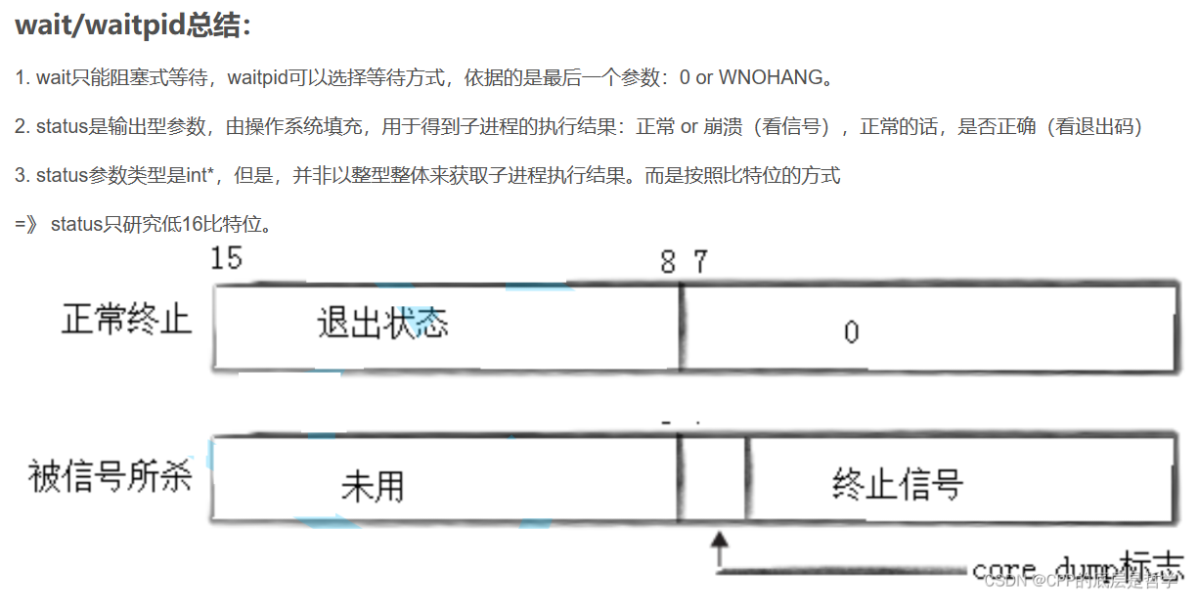 wait/waitpid总结：
1. wait只能阻塞式等待，waitpid可以选择等待方式，依据的是最后一个参数：0 or WNOHANG。
2. status是输出型参数，由操作系统填充，用于得到子进程的执行结果：正常 or 崩溃（看信号），正常的话，是否正确（看退出码）
3. status参数类型是int*，但是，并非以整型整体来获取子进程执行结果。而是按照比特位的方式
=》 status只研究低16比特位。
15 8 7
正常终止 退出状态 0
被信号所杀 未用 终止信号
core dump标志
CSDN @CPP的底层是哲学